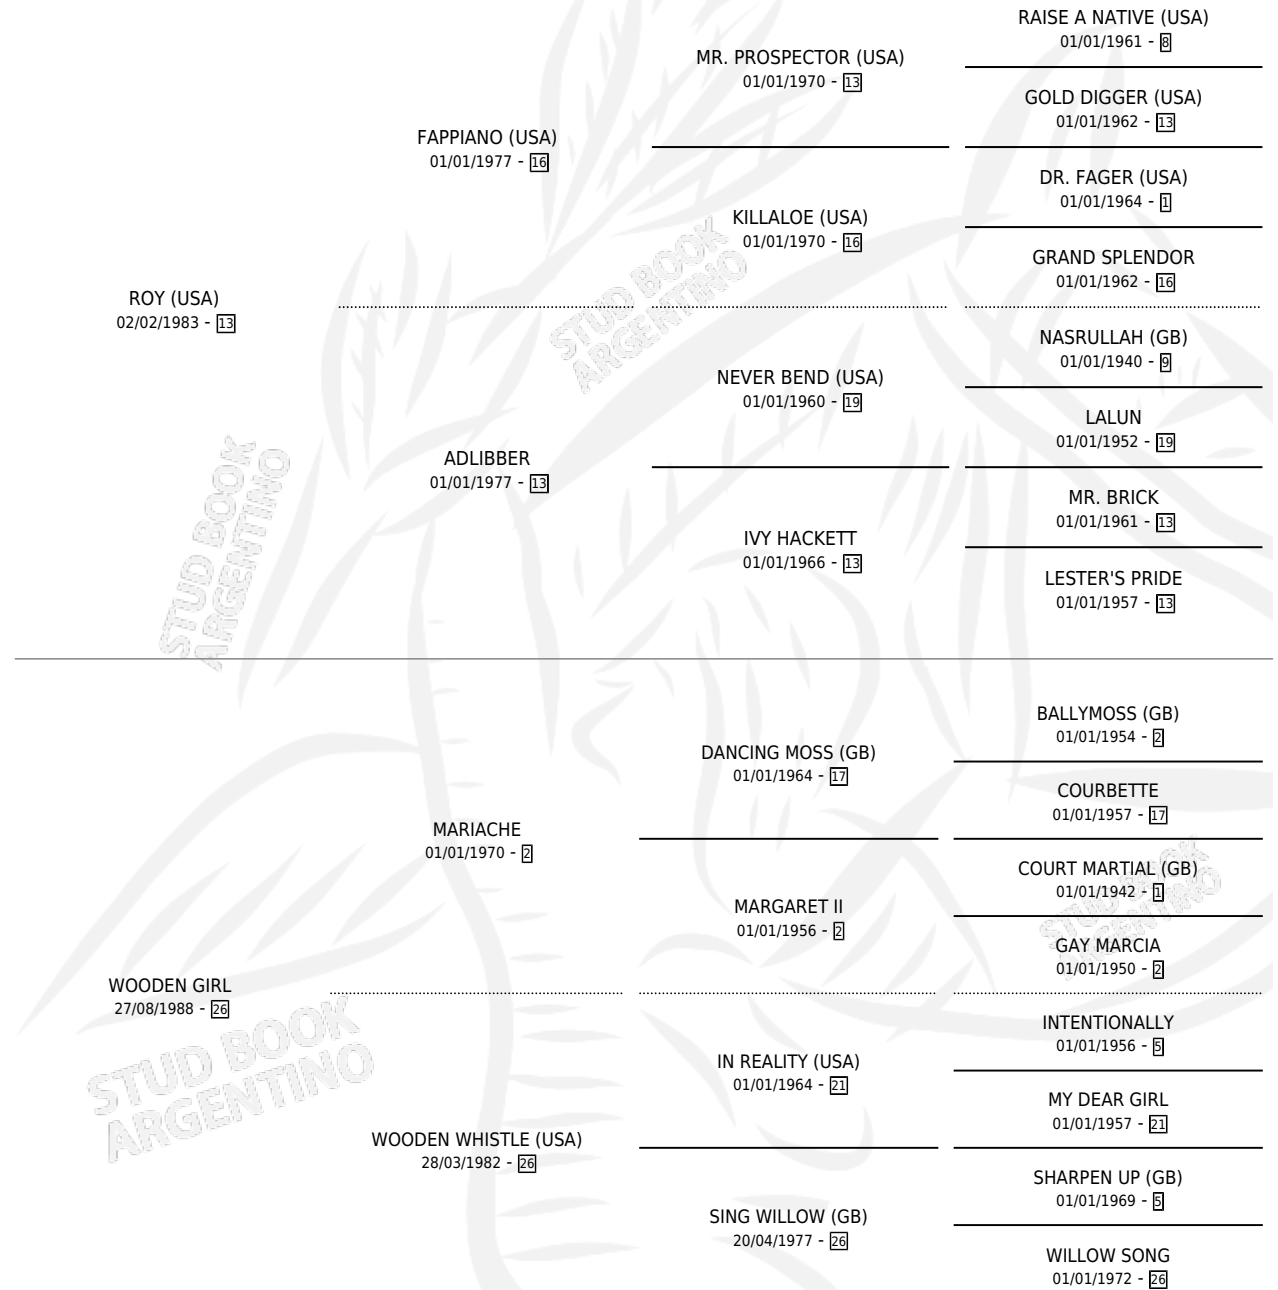 RAISE A NATIVE (USA)
01/01/1961 - 8
MR. PROSPECTOR (USA)
01/01/1970 - 13
GOLD DIGGER (USA)
01/01/1962 - 13
FAPPIANO (USA)
01/01/1977 - 16
DR. FAGER (USA)
01/01/1964 - 1
KILLALOE (USA)
01/01/1970 - 16
GRAND SPLENDOR
01/01/1962 - 16
ROY (USA)
02/02/1983 - 13
STUD BOOK
ARGENTINO
NASRULLAH (GB)
01/01/1940 - 9
NEVER BEND (USA)
01/01/1960 - 19
LALUN
01/01/1952 - 19
ADLIBBER
01/01/1977 - 13
MR. BRICK
01/01/1961 - 13
IVY HACKETT
01/01/1966 - 13
LESTER'S PRIDE
01/01/1957 - 13
STUD BOOK
ARGENTINO
BALLYMOSS (GB)
01/01/1954 - 2
DANCING MOSS (GB)
01/01/1964 - 17
COURBETTE
01/01/1957 - 17
MARIACHE
01/01/1970 - 2
COURT MARTIAL (GB)
01/01/1942 - 1
MARGARET II
01/01/1956 - 2
STUD BOOK
ARGENTINO
GAY MARCIA
01/01/1950 - 2
WOODEN GIRL
27/08/1988 - 26
STUD BOOK
ARGENTINO
INTENTIONALLY
01/01/1956 - 5
IN REALITY (USA)
01/01/1964 - 21
MY DEAR GIRL
01/01/1957 - 21
WOODEN WHISTLE (USA)
28/03/1982 - 26
SHARPEN UP (GB)
01/01/1969 - 5
SING WILLOW (GB)
20/04/1977 - 26
WILLOW SONG
01/01/1972 - 26